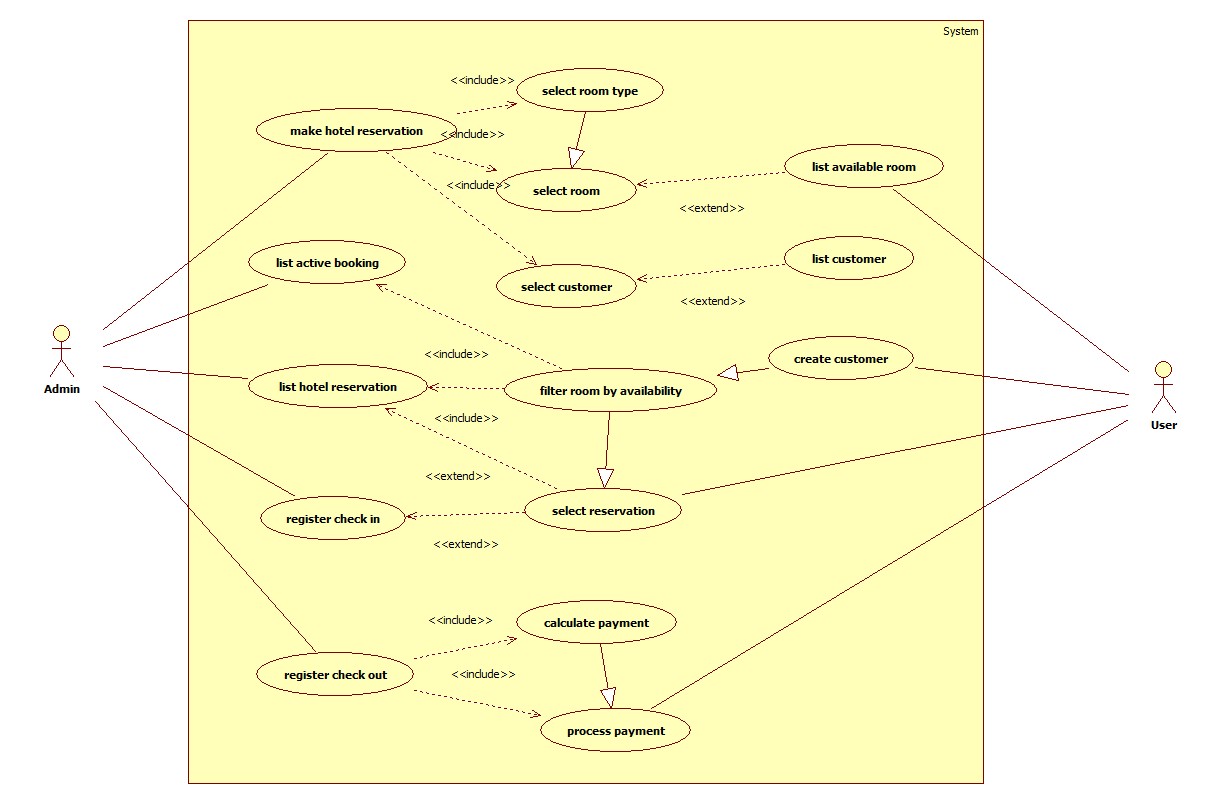 System
<<include>>
select room type
make hotel reservation
<<include>>
list available room
<<include>>
select room
<<extend>>
list active booking
list customer
select customer
<<extend>>
<<include>>
create customer
Admin
list hotel reservation
filter room by availability
<<include>>
User
<<extend>>
select reservation
register check in
<<extend>>
<<include>>
calculate payment
register check out
<<include>>
process payment